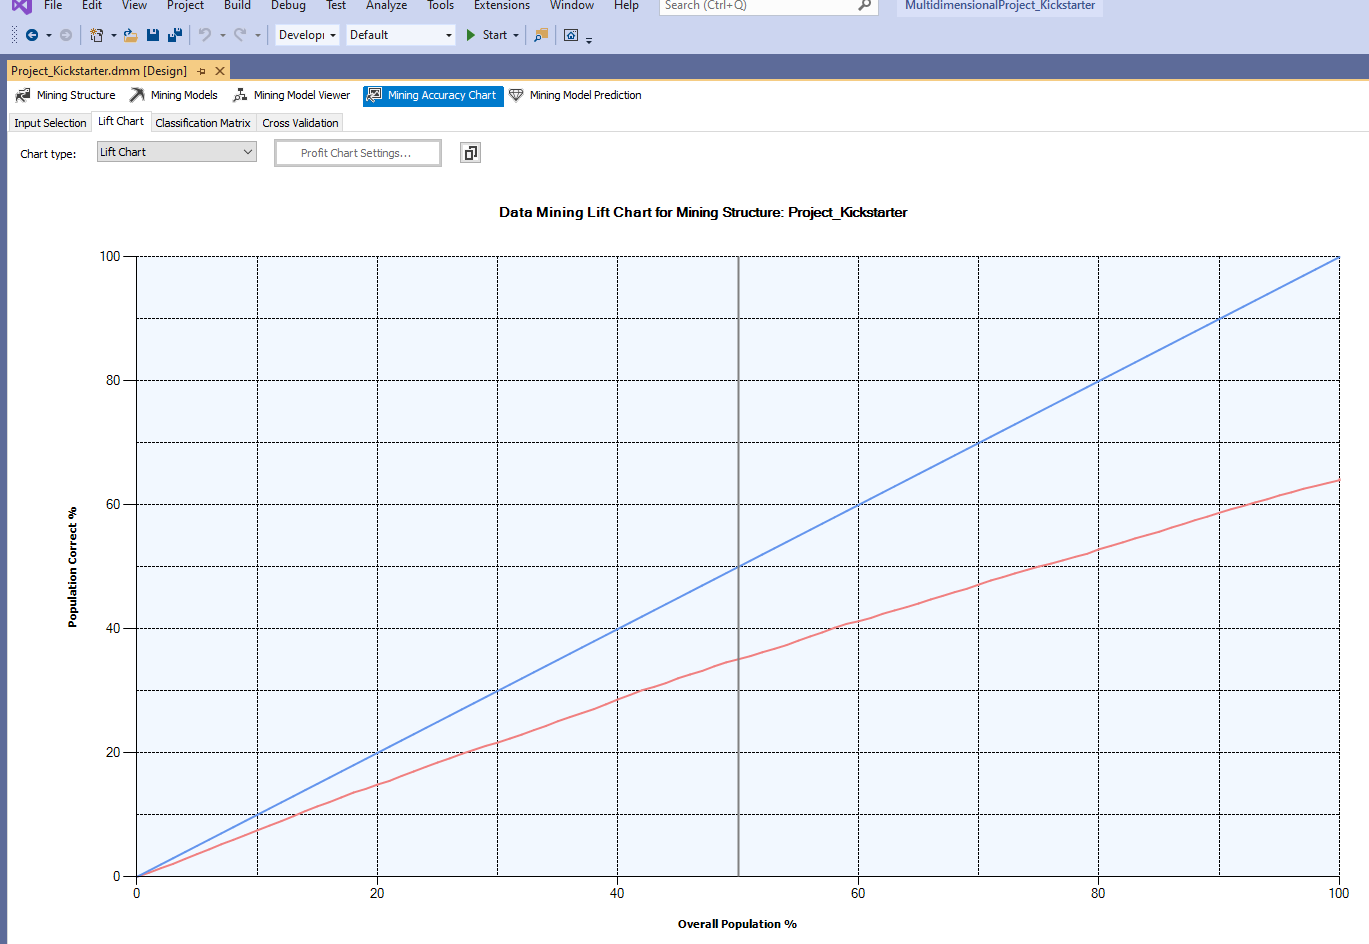 File Edit View Project Build Debug Test Analyze Tools Extensions Window Help Search (Ctrl+Q) MultidimensionalProject_Kickstarter
Developı Default Start
Project_Kickstarter.dmm [Design]
Mining Structure Mining Models Mining Model Viewer Mining Accuracy Chart Mining Model Prediction
Input Selection Lift Chart Classification Matrix Cross Validation
Chart type: Lift Chart Profit Chart Settings...
Data Mining Lift Chart for Mining Structure: Project_Kickstarter
100
80
60
40
20
0
Population Correct %
0 20 40 60 80 100
Overall Population %